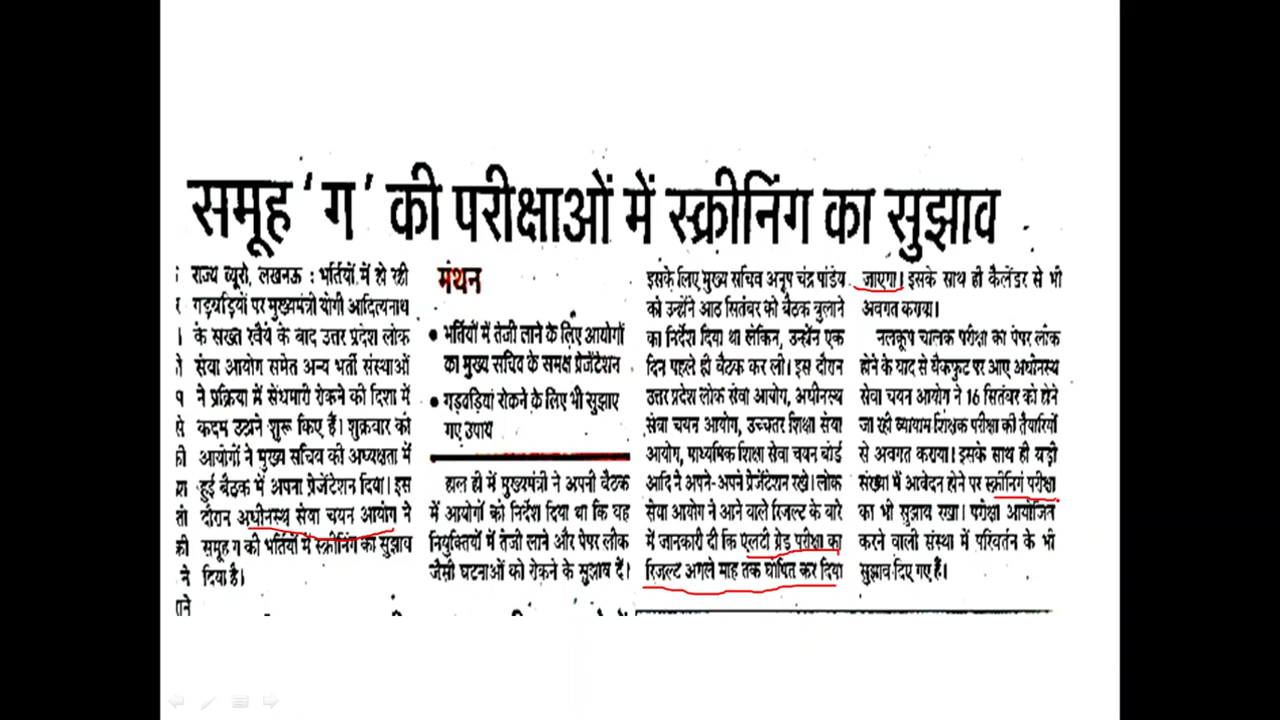 समूह 'ग' की परीक्षाओं में स्क्रीनिंग का सुझाव
राज्य ब्यूरो, लखनऊ : भर्तियों में हो रही
गड़बड़ियों पर मुख्यमंत्री योगी आदित्यनाथ
के सख्त रवैये के बाद उत्तर प्रदेश लोक
सेवा आयोग समेत अन्य भर्ती संस्थाओं
ने प्रक्रिया में सेंधमारी रोकने की दिशा में
कदम उठाने शुरू किए हैं। शुक्रवार को
आयोगों ने मुख्य सचिव की अध्यक्षता में
हुई बैठक में अपना प्रेजेंटेशन दिया। इस
दौरान अधीनस्थ सेवा चयन आयोग ने
समूह ग की भर्तियों में स्क्रीनिंग का सुझाव
दिया है।
मंथन
• भर्तियों में तेजी लाने के लिए आयोगों
का मुख्य सचिव के समक्ष प्रेजेंटेशन
• गड़बड़ियां रोकने के लिए भी सुझाए
गए उपाय
हाल ही में मुख्यमंत्री ने अपनी बैठक
में आयोगों को निर्देश दिया था कि वह
नियुक्तियों में तेजी लाने और पेपर लीक
जैसी घटनाओं को रोकने के सुझाव दें।
इसके लिए मुख्य सचिव अनूप चंद्र पांडेय
को उन्होंने आठ सितंबर को बैठक बुलाने
का निर्देश दिया था लेकिन, उन्होंने एक
दिन पहले ही बैठक कर ली। इस दौरान
उत्तर प्रदेश लोक सेवा आयोग, अधीनस्थ
सेवा चयन आयोग, उच्चतर शिक्षा सेवा
आयोग, माध्यमिक शिक्षा सेवा चयन बोर्ड
आदि ने अपने-अपने प्रेजेंटेशन रखे। लोक
सेवा आयोग ने आने वाले रिजल्ट के बारे
में जानकारी दी कि एलटी ग्रेड परीक्षा का
रिजल्ट अगले माह तक घोषित कर दिया
जाएगा। इसके साथ ही कैलेंडर से भी
अवगत कराया।
नलकूप चालक परीक्षा का पेपर लीक
होने के बाद से बैकफुट पर आए अधीनस्थ
सेवा चयन आयोग ने 16 सितंबर को होने
जा रही व्यायाम शिक्षक परीक्षा की तैयारियों
से अवगत कराया। इसके साथ ही बड़ी
संख्या में आवेदन होने पर स्क्रीनिंग परीक्षा
का भी सुझाव रखा। परीक्षा आयोजित
करने वाली संस्था में परिवर्तन के भी
सुझाव दिए गए हैं।